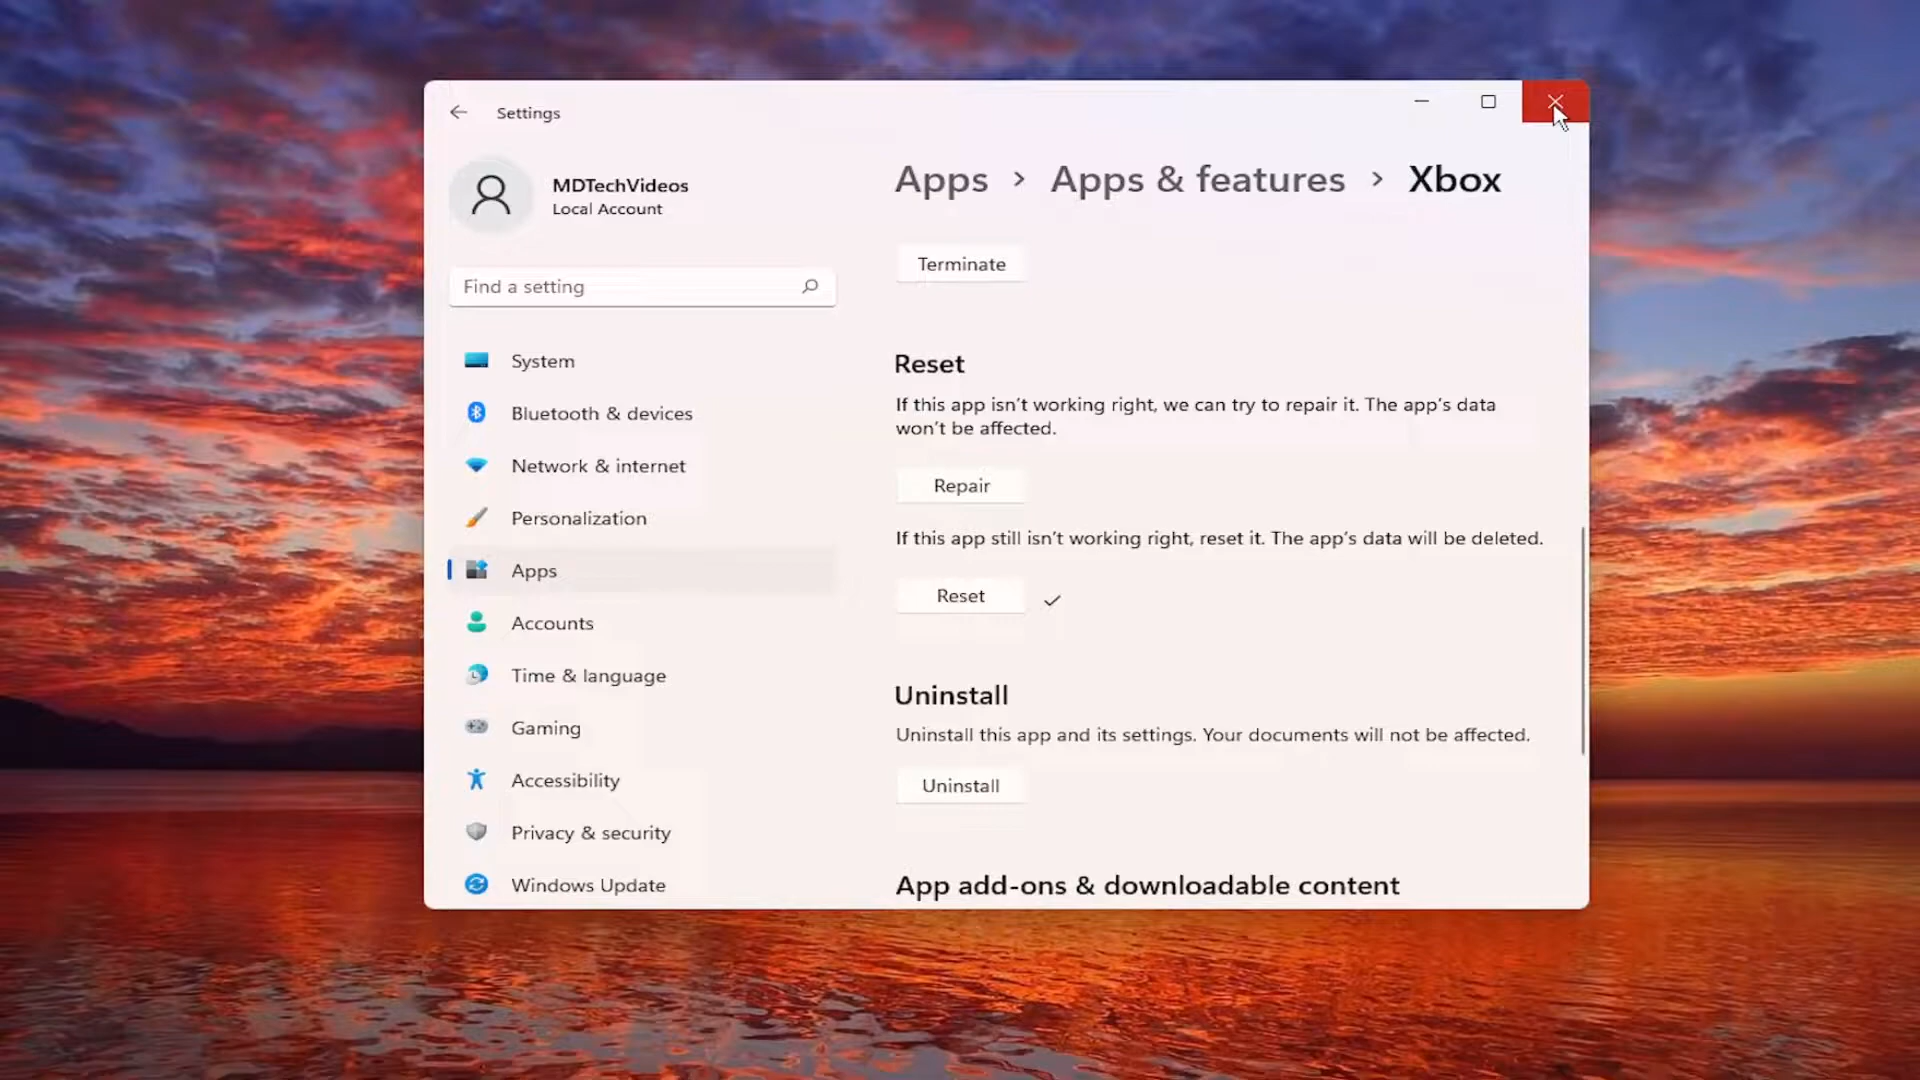 Settings
MDTechVideos
Local Account
Find a setting
System
Bluetooth & devices
Network & internet
Personalization
Apps
Accounts
Time & language
Gaming
Accessibility
Privacy & security
Windows Update
Apps > Apps & features > Xbox
Terminate
Reset
If this app isn't working right, we can try to repair it. The app's data
won't be affected.
Repair
If this app still isn't working right, reset it. The app's data will be deleted.
Reset
Uninstall
Uninstall this app and its settings. Your documents will not be affected.
Uninstall
App add-ons & downloadable content